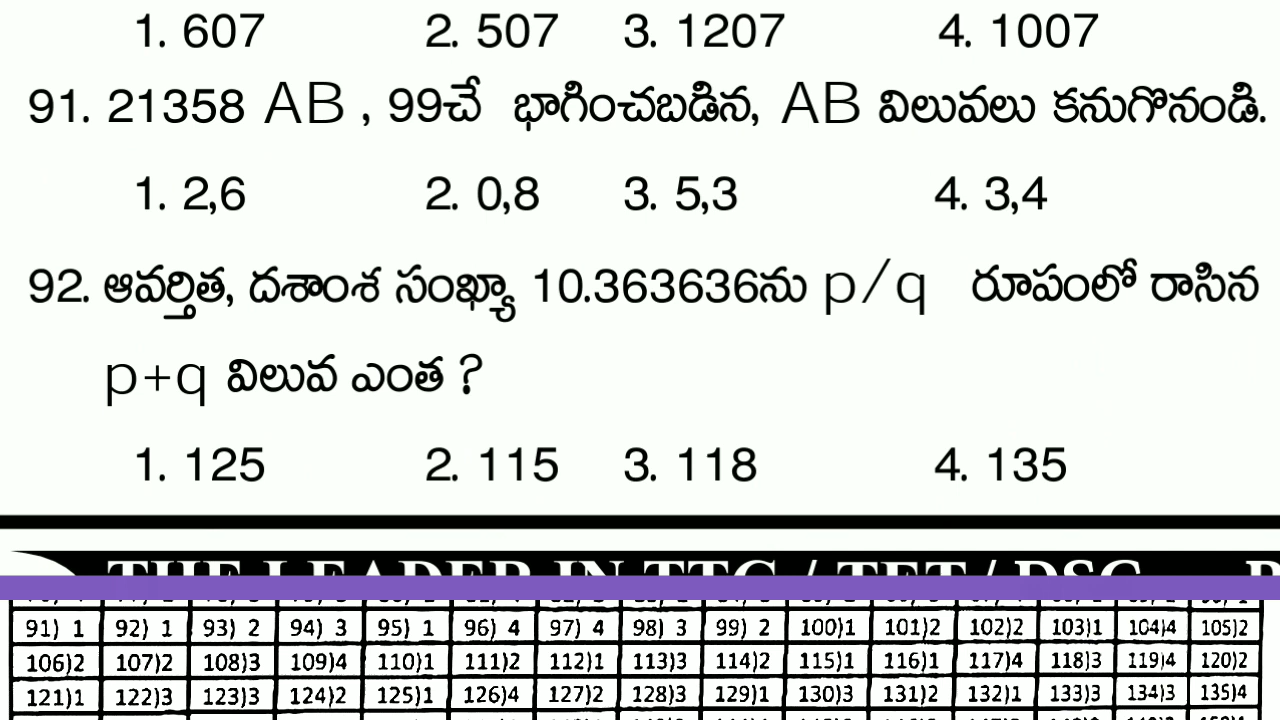 1. 607 2. 507 3. 1207 4. 1007
91. 21358 AB , 99చే భాగించబడిన, AB విలువలు కనుగొనండి.
1. 2,6 2. 0,8 3. 5,3 4. 3,4
92. ఆవర్తిత, దశాంశ సంఖ్యా 10.363636ను p/q రూపంలో రాసిన
p+q విలువ ఎంత ?
1. 125 2. 115 3. 118 4. 135
THE LEADER IN TTC / TET / DSC
91) 1 92) 1 93) 2 94) 3 95) 1 96) 4 97) 4 98) 3 99) 2 100)1 101)2 102)2 103)1 104)4 105)2
106)2 107)2 108)3 109)4 110)1 111)2 112)1 113)3 114)2 115)1 116)1 117)4 118)3 119)4 120)2
121)1 122)3 123)3 124)2 125)1 126)4 127)2 128)3 129)1 130)3 131)2 132)1 133)3 134)3 135)4